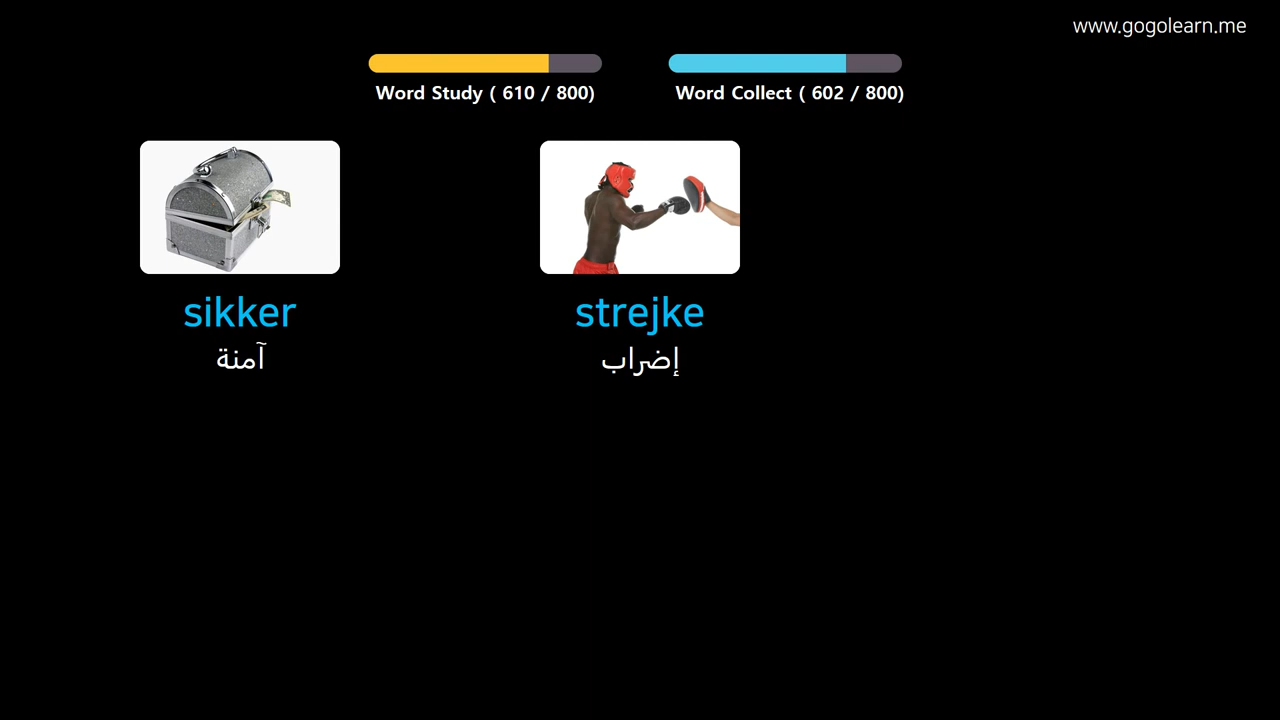 www.gogolearn.me
Word Study ( 610 / 800)
Word Collect ( 602 / 800)
sikker
آمنة
strejke
إضراب